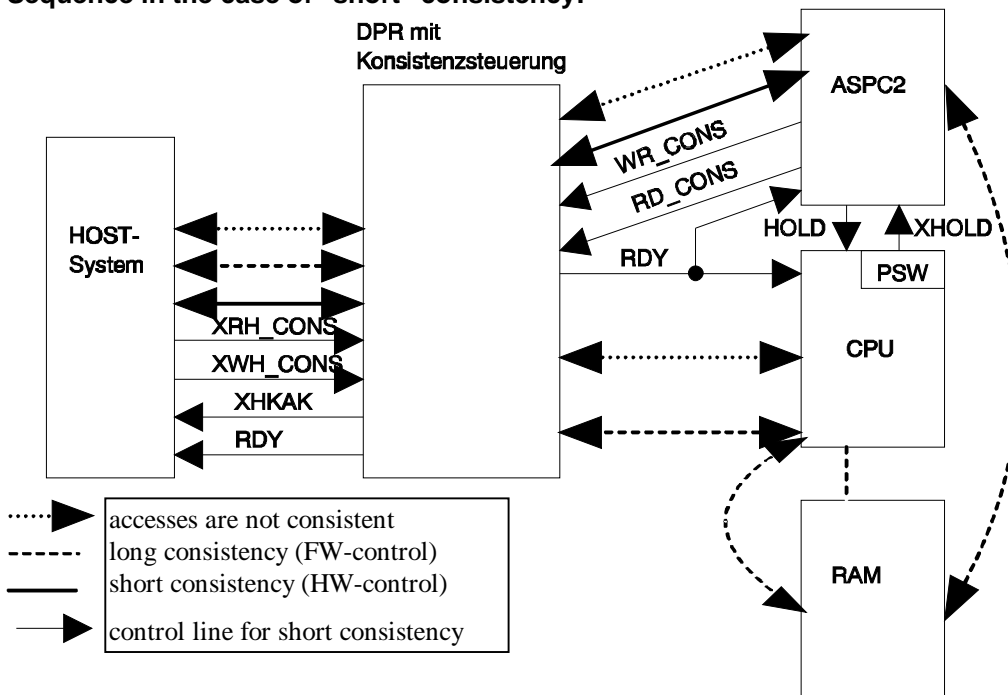 Sequence in the case of "short" consistency:
DPR mit
Konsistenzsteuerung
ASPC2
WR_CONS
RD_CONS
HOLD
XHOLD
HOST-
System
RDY
PSW
XRH_CONS
CPU
XWH_CONS
XHKAK
RDY
accesses are not consistent
long consistency (FW-control)
short consistency (HW-control)
RAM
control line for short consistency